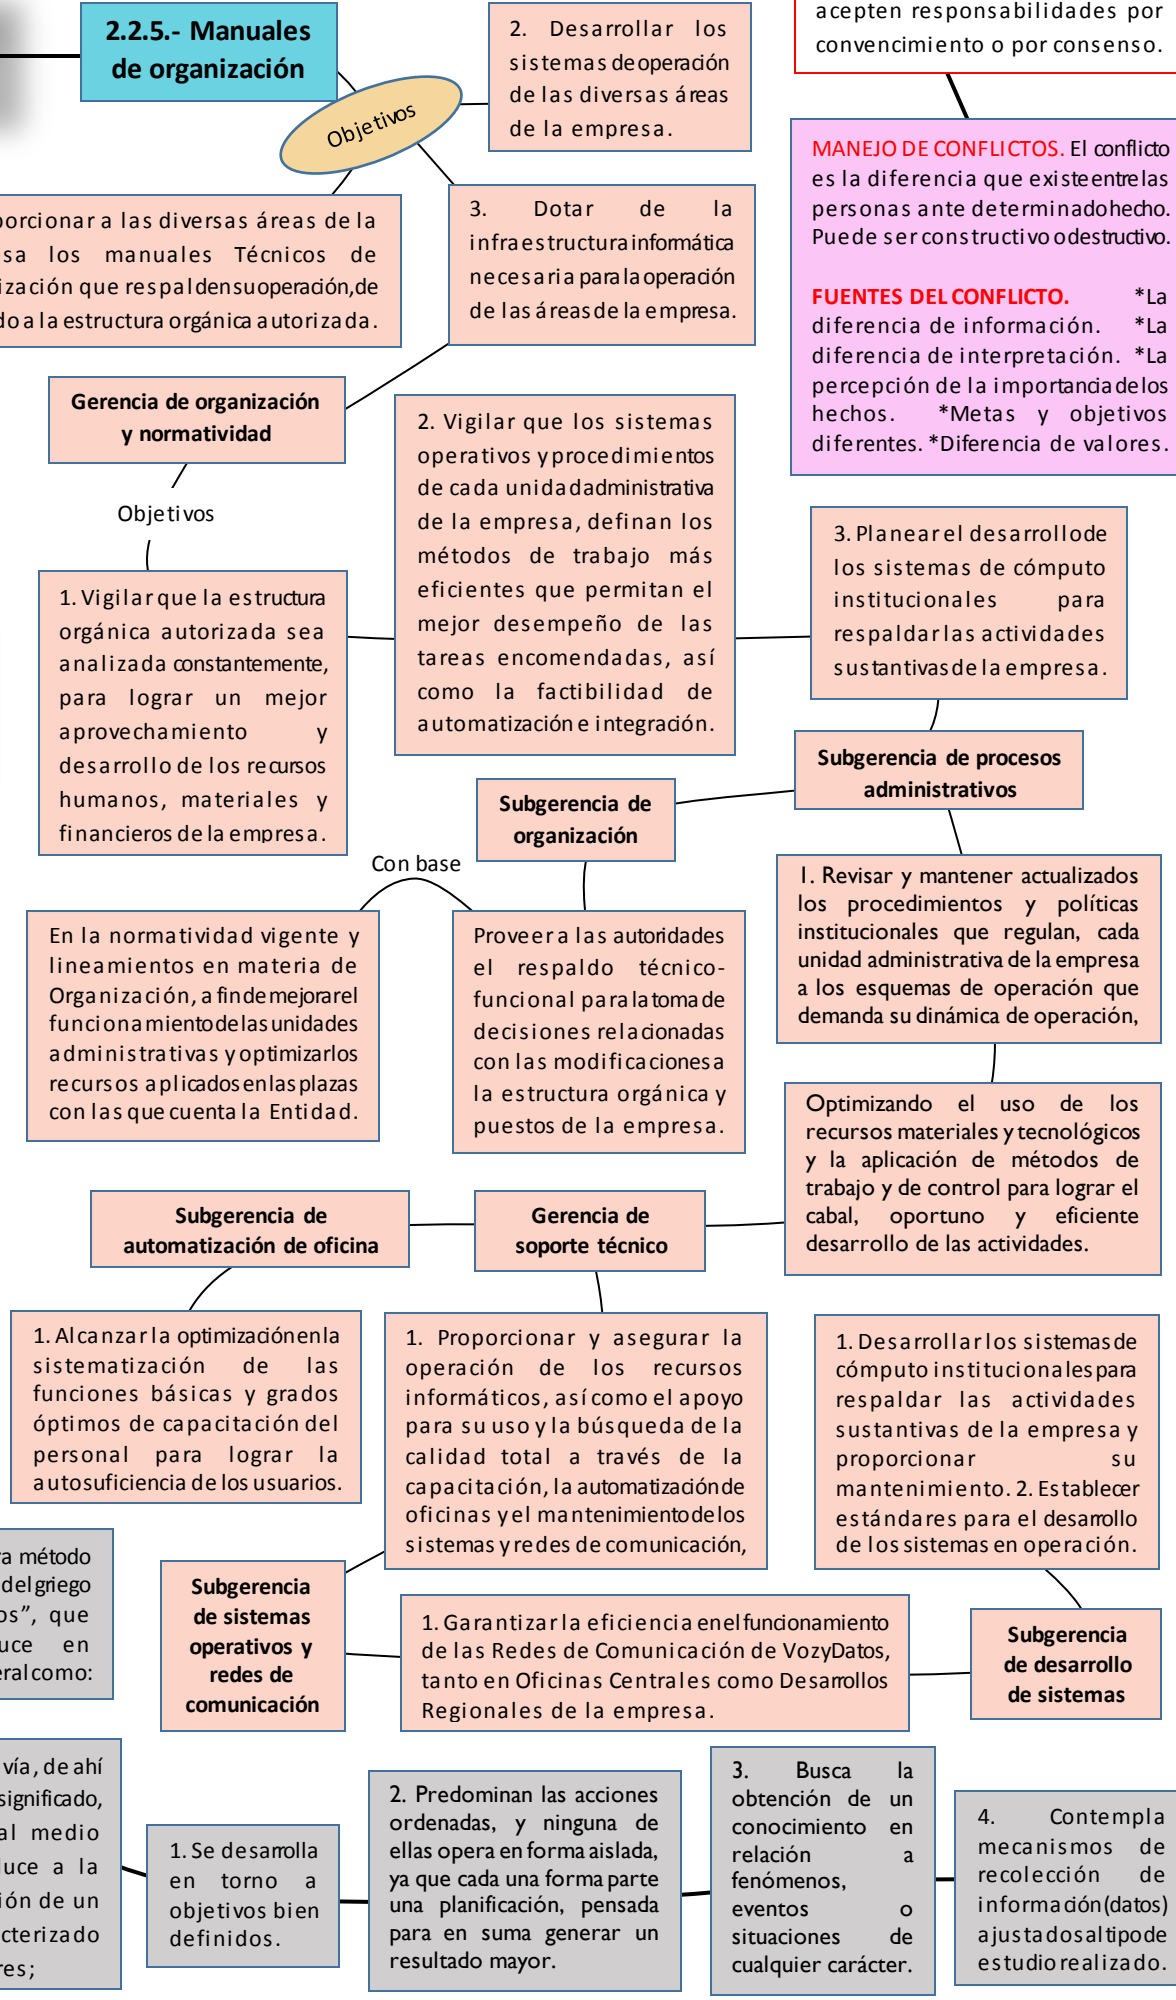 2.2.5.- Manuales
de organización
Objetivos
2. Desarrollar los
sistemas de operación
de las diversas áreas
de la empresa.
acepten responsabilidades por
convencimiento o por consenso.
MANEJO DE CONFLICTOS. El conflicto
es la diferencia que existe entre las
personas ante determinado hecho.
Puede ser constructivo o destructivo.
FUENTES DEL CONFLICTO. *La
diferencia de información. *La
diferencia de interpretación. *La
percepción de la importancia de los
hechos. *Metas y objetivos
diferentes. *Diferencia de valores.
porcionar a las diversas áreas de la
sa los manuales Técnicos de
ización que respalden su operación, de
do a la estructura orgánica autorizada.
3. Dotar de la
infraestructura informática
necesaria para la operación
de las áreas de la empresa.
Gerencia de organización
y normatividad
Objetivos
1. Vigilar que la estructura
orgánica autorizada sea
analizada constantemente,
para lograr un mejor
aprovechamiento y
desarrollo de los recursos
humanos, materiales y
financieros de la empresa.
2. Vigilar que los sistemas
operativos y procedimientos
de cada unidad administrativa
de la empresa, definan los
métodos de trabajo más
eficientes que permitan el
mejor desempeño de las
tareas encomendadas, así
como la factibilidad de
automatización e integración.
3. Planear el desarrollo de
los sistemas de cómputo
institucionales para
respaldar las actividades
sustantivas de la empresa.
Subgerencia de procesos
administrativos
Subgerencia de
organización
Con base
En la normatividad vigente y
lineamientos en materia de
Organización, a fin de mejorar el
funcionamiento de las unidades
administrativas y optimizar los
recursos aplicados en las plazas
con las que cuenta la Entidad.
Proveer a las autoridades
el respaldo técnico-
funcional para la toma de
decisiones relacionadas
con las modificaciones a
la estructura orgánica y
puestos de la empresa.
1. Revisar y mantener actualizados
los procedimientos y políticas
institucionales que regulan, cada
unidad administrativa de la empresa
a los esquemas de operación que
demanda su dinámica de operación,
Optimizando el uso de los
recursos materiales y tecnológicos
y la aplicación de métodos de
trabajo y de control para lograr el
cabal, oportuno y eficiente
desarrollo de las actividades.
Subgerencia de
automatización de oficina
Gerencia de
soporte técnico
1. Alcanzar la optimización en la
sistematización de las
funciones básicas y grados
óptimos de capacitación del
personal para lograr la
autosuficiencia de los usuarios.
1. Proporcionar y asegurar la
operación de los recursos
informáticos, así como el apoyo
para su uso y la búsqueda de la
calidad total a través de la
capacitación, la automatización de
oficinas y el mantenimiento de los
sistemas y redes de comunicación,
1. Desarrollar los sistemas de
cómputo institucionales para
respaldar las actividades
sustantivas de la empresa y
proporcionar su
mantenimiento. 2. Establecer
estándares para el desarrollo
de los sistemas en operación.
ra método
del griego
os”, que
uce en
eral como:
Subgerencia
de sistemas
operativos y
redes de
comunicación
1. Garantizar la eficiencia en el funcionamiento
de las Redes de Comunicación de Voz y Datos,
tanto en Oficinas Centrales como Desarrollos
Regionales de la empresa.
Subgerencia
de desarrollo
de sistemas
vía, de ahí
significado,
al medio
luce a la
ión de un
cterizado
res;
1. Se desarrolla
en torno a
objetivos bien
definidos.
2. Predominan las acciones
ordenadas, y ninguna de
ellas opera en forma aislada,
ya que cada una forma parte
una planificación, pensada
para en suma generar un
resultado mayor.
3. Busca la
obtención de un
conocimiento en
relación a
fenómenos,
eventos o
situaciones de
cualquier carácter.
4. Contempla
mecanismos de
recolección de
información (datos)
ajustados al tipo de
estudio realizado.